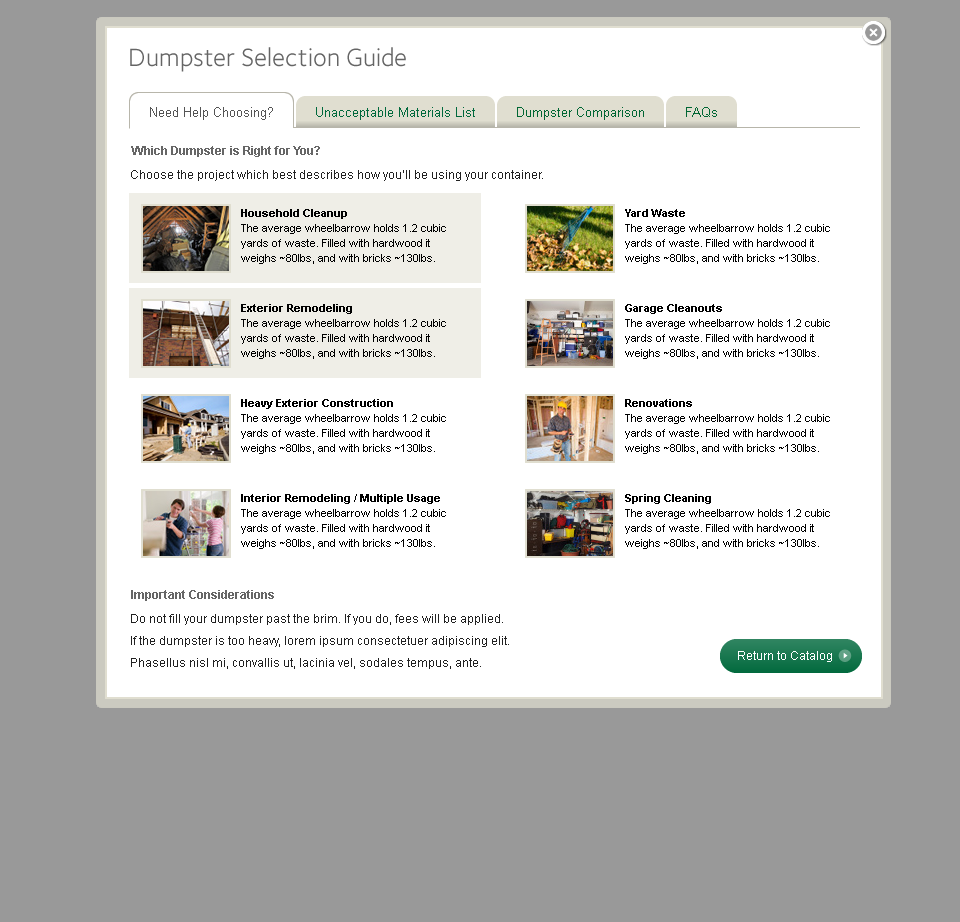 Dumpster Selection Guide
Need Help Choosing?
Unacceptable Materials List
Dumpster Comparison
FAQs
Which Dumpster is Right for You?
Choose the project which best describes how you'll be using your container.
Household Cleanup
The average wheelbarrow holds 1.2 cubic
yards of waste. Filled with hardwood it
weighs ~80lbs, and with bricks ~130lbs.
Yard Waste
The average wheelbarrow holds 1.2 cubic
yards of waste. Filled with hardwood it
weighs ~80lbs, and with bricks ~130lbs.
Exterior Remodeling
The average wheelbarrow holds 1.2 cubic
yards of waste. Filled with hardwood it
weighs ~80lbs, and with bricks ~130lbs.
Garage Cleanouts
The average wheelbarrow holds 1.2 cubic
yards of waste. Filled with hardwood it
weighs ~80lbs, and with bricks ~130lbs.
Heavy Exterior Construction
The average wheelbarrow holds 1.2 cubic
yards of waste. Filled with hardwood it
weighs ~80lbs, and with bricks ~130lbs.
Renovations
The average wheelbarrow holds 1.2 cubic
yards of waste. Filled with hardwood it
weighs ~80lbs, and with bricks ~130lbs.
Interior Remodeling / Multiple Usage
The average wheelbarrow holds 1.2 cubic
yards of waste. Filled with hardwood it
weighs ~80lbs, and with bricks ~130lbs.
Spring Cleaning
The average wheelbarrow holds 1.2 cubic
yards of waste. Filled with hardwood it
weighs ~80lbs, and with bricks ~130lbs.
Important Considerations
Do not fill your dumpster past the brim. If you do, fees will be applied.
If the dumpster is too heavy, lorem ipsum consectetuer adipiscing elit.
Phasellus nisl mi, convallis ut, lacinia vel, sodales tempus, ante.
Return to Catalog